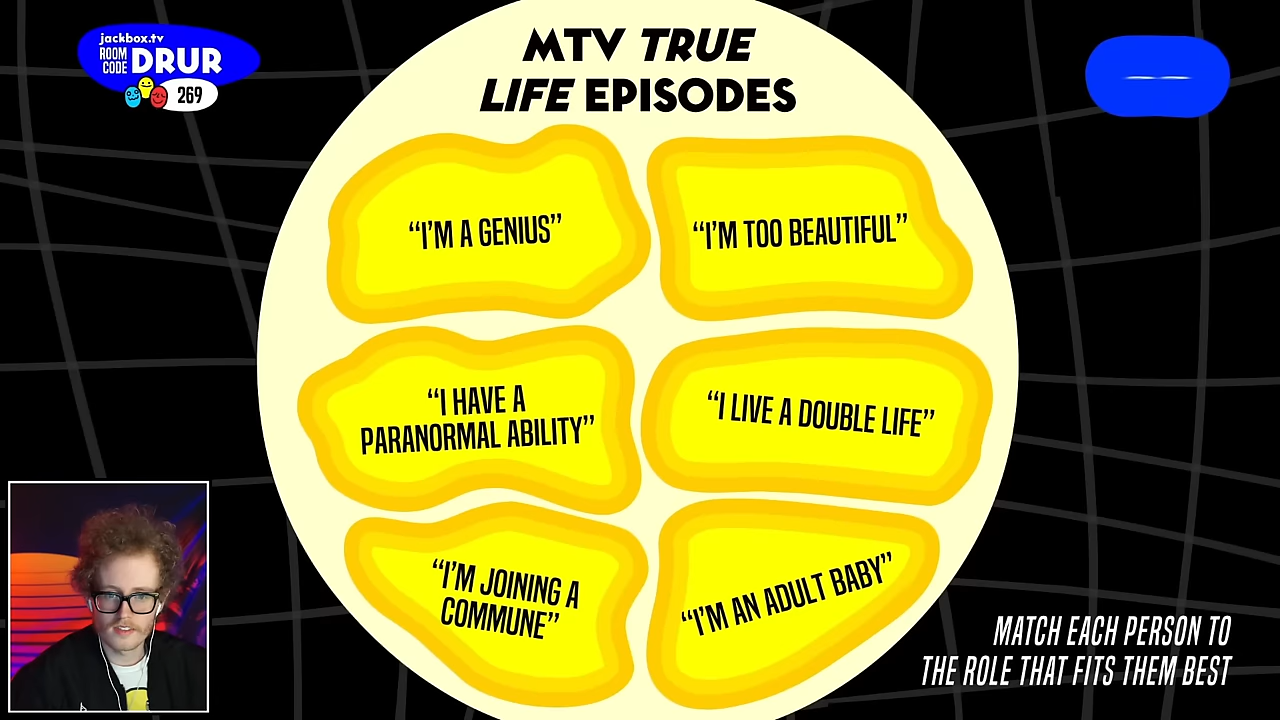 jackbox.tv
ROOM
CODE
DRUR
269
MTV TRUE
LIFE EPISODES
“I’M A GENIUS”
“I’M TOO BEAUTIFUL”
“I HAVE A
PARANORMAL ABILITY”
“I LIVE A DOUBLE LIFE”
“I’M JOINING A
COMMUNE”
“I’M AN ADULT BABY”
MATCH EACH PERSON TO
THE ROLE THAT FITS THEM BEST